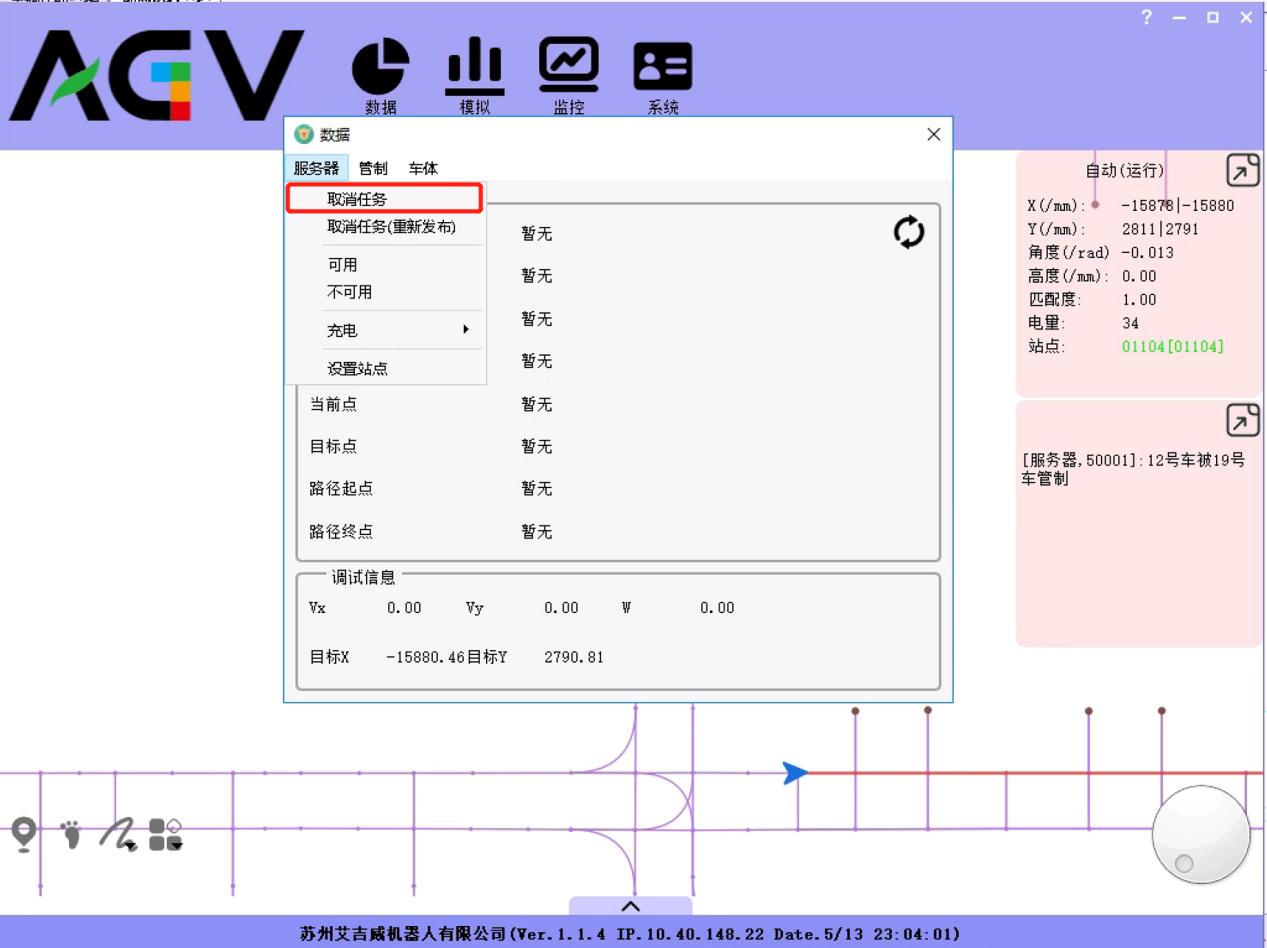 AGV
数据
模拟
监控
系统
数据
服务器 管制 车体
取消任务
取消任务(重新发布)
可用
不可用
充电
设置站点
暂无
暂无
暂无
暂无
当前点 暂无
目标点 暂无
路径起点 暂无
路径终点 暂无
调试信息
Vx 0.00 Vy 0.00 W 0.00
目标X -15880.46 目标Y 2790.81
自动(运行)
X(/mm): -15878|-15880
Y(/mm): 2811|2791
角度(/rad) -0.013
高度(/mm): 0.00
匹配度: 1.00
电量: 34
站点: 01104[01104]
[服务器,50001]:12号车被19号
车管制
苏州艾吉威机器人有限公司(Ver.1.1.4 IP.10.40.148.22 Date.5/13 23:04:01)